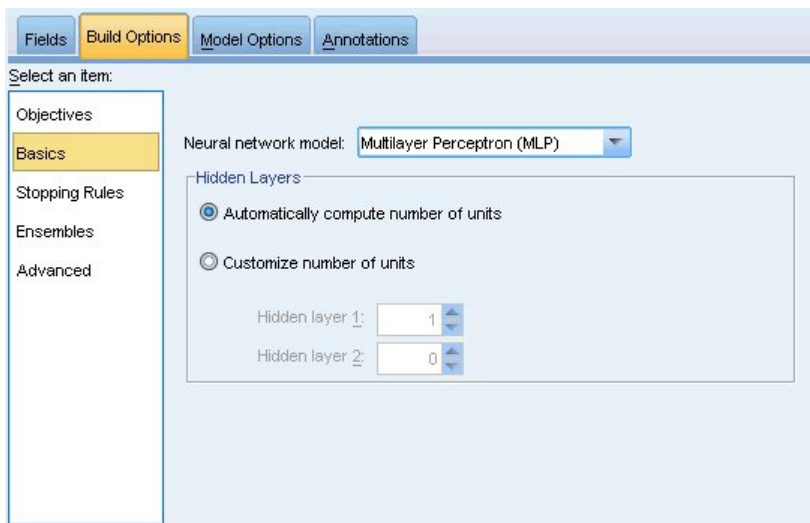 Fields Build Options Model Options Annotations
Select an item:
Objectives
Basics
Stopping Rules
Ensembles
Advanced
Neural network model: Multilayer Perceptron (MLP)
Hidden Layers
Automatically compute number of units
Customize number of units
Hidden layer 1: 1
Hidden layer 2: 0